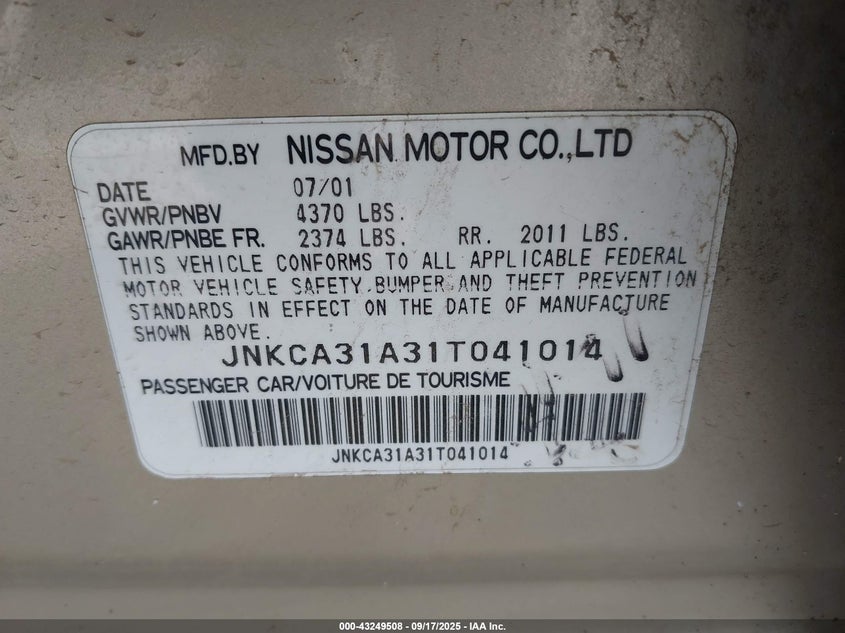 MFD.BY NISSAN MOTOR CO.,LTD
DATE 07/01
GVWR/PNBV 4370 LBS.
GAWR/PNBE FR. 2374 LBS. RR. 2011 LBS.
THIS VEHICLE CONFORMS TO ALL APPLICABLE FEDERAL
MOTOR VEHICLE SAFETY,BUMPER AND THEFT PREVENTION
STANDARDS IN EFFECT ON THE DATE OF MANUFACTURE
SHOWN ABOVE.
JNKCA31A31T041014
PASSENGER CAR/VOITURE DE TOURISME
JNKCA31A31T041014
000-43249508 - 09/17/2025 - IAA Inc.